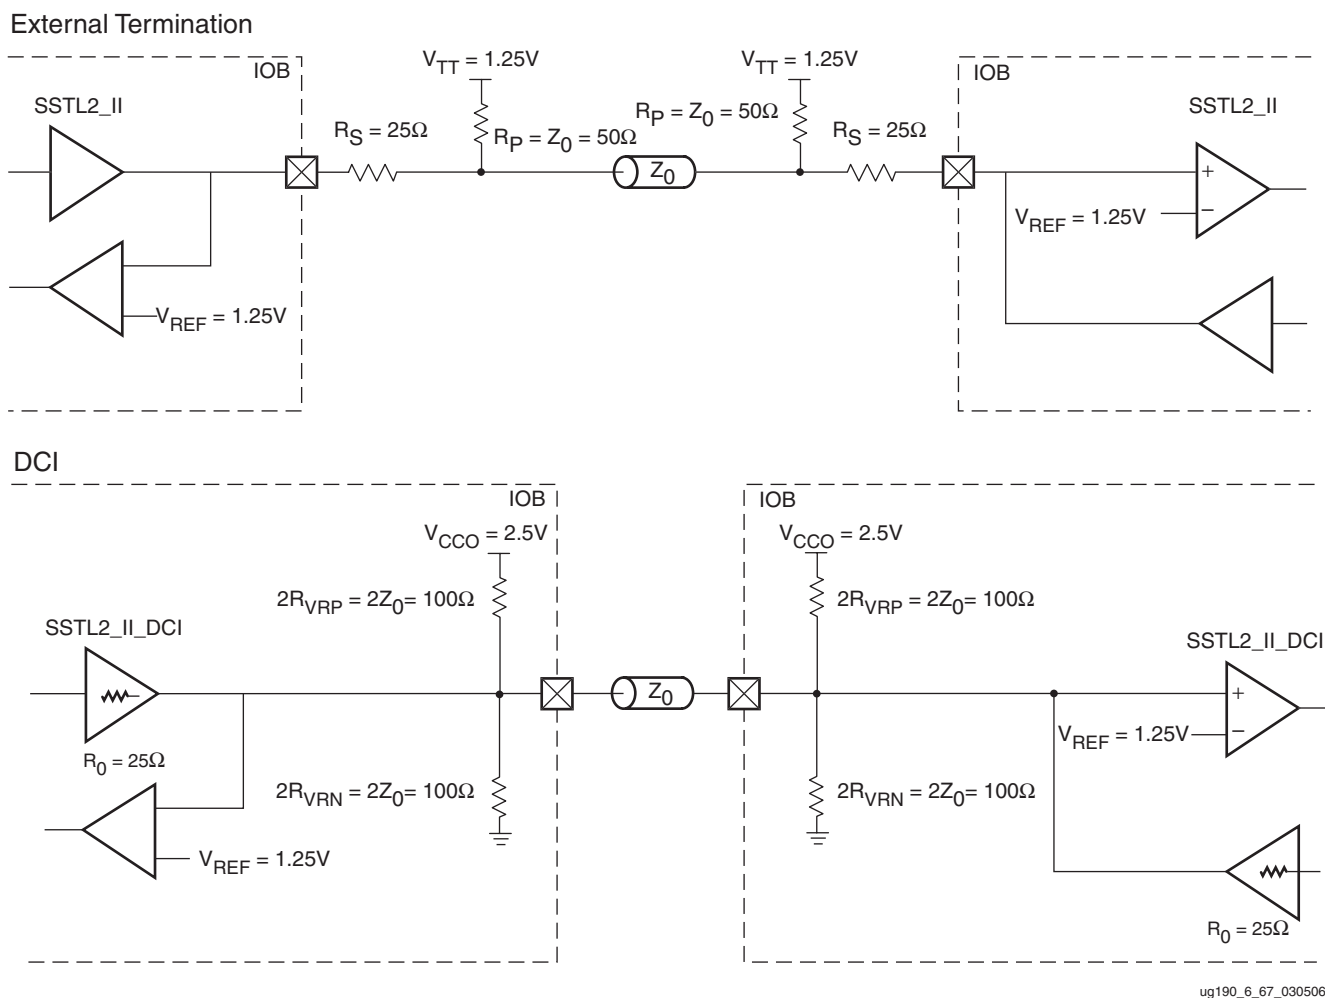 External Termination
IOB
V_TT = 1.25V
V_TT = 1.25V
IOB
SSTL2_II
R_S = 25Ω
R_P = Z_0 = 50Ω
R_P = Z_0 = 50Ω
R_S = 25Ω
SSTL2_II
Z_0
+
V_REF = 1.25V
–
V_REF = 1.25V
DCI
IOB
IOB
V_CCO = 2.5V
V_CCO = 2.5V
2R_VRP = 2Z_0= 100Ω
2R_VRP = 2Z_0= 100Ω
SSTL2_II_DCI
SSTL2_II_DCI
Z_0
+
V_REF = 1.25V
–
R_0 = 25Ω
2R_VRN = 2Z_0= 100Ω
2R_VRN = 2Z_0= 100Ω
V_REF = 1.25V
R_0 = 25Ω
ug190_6_67_030506